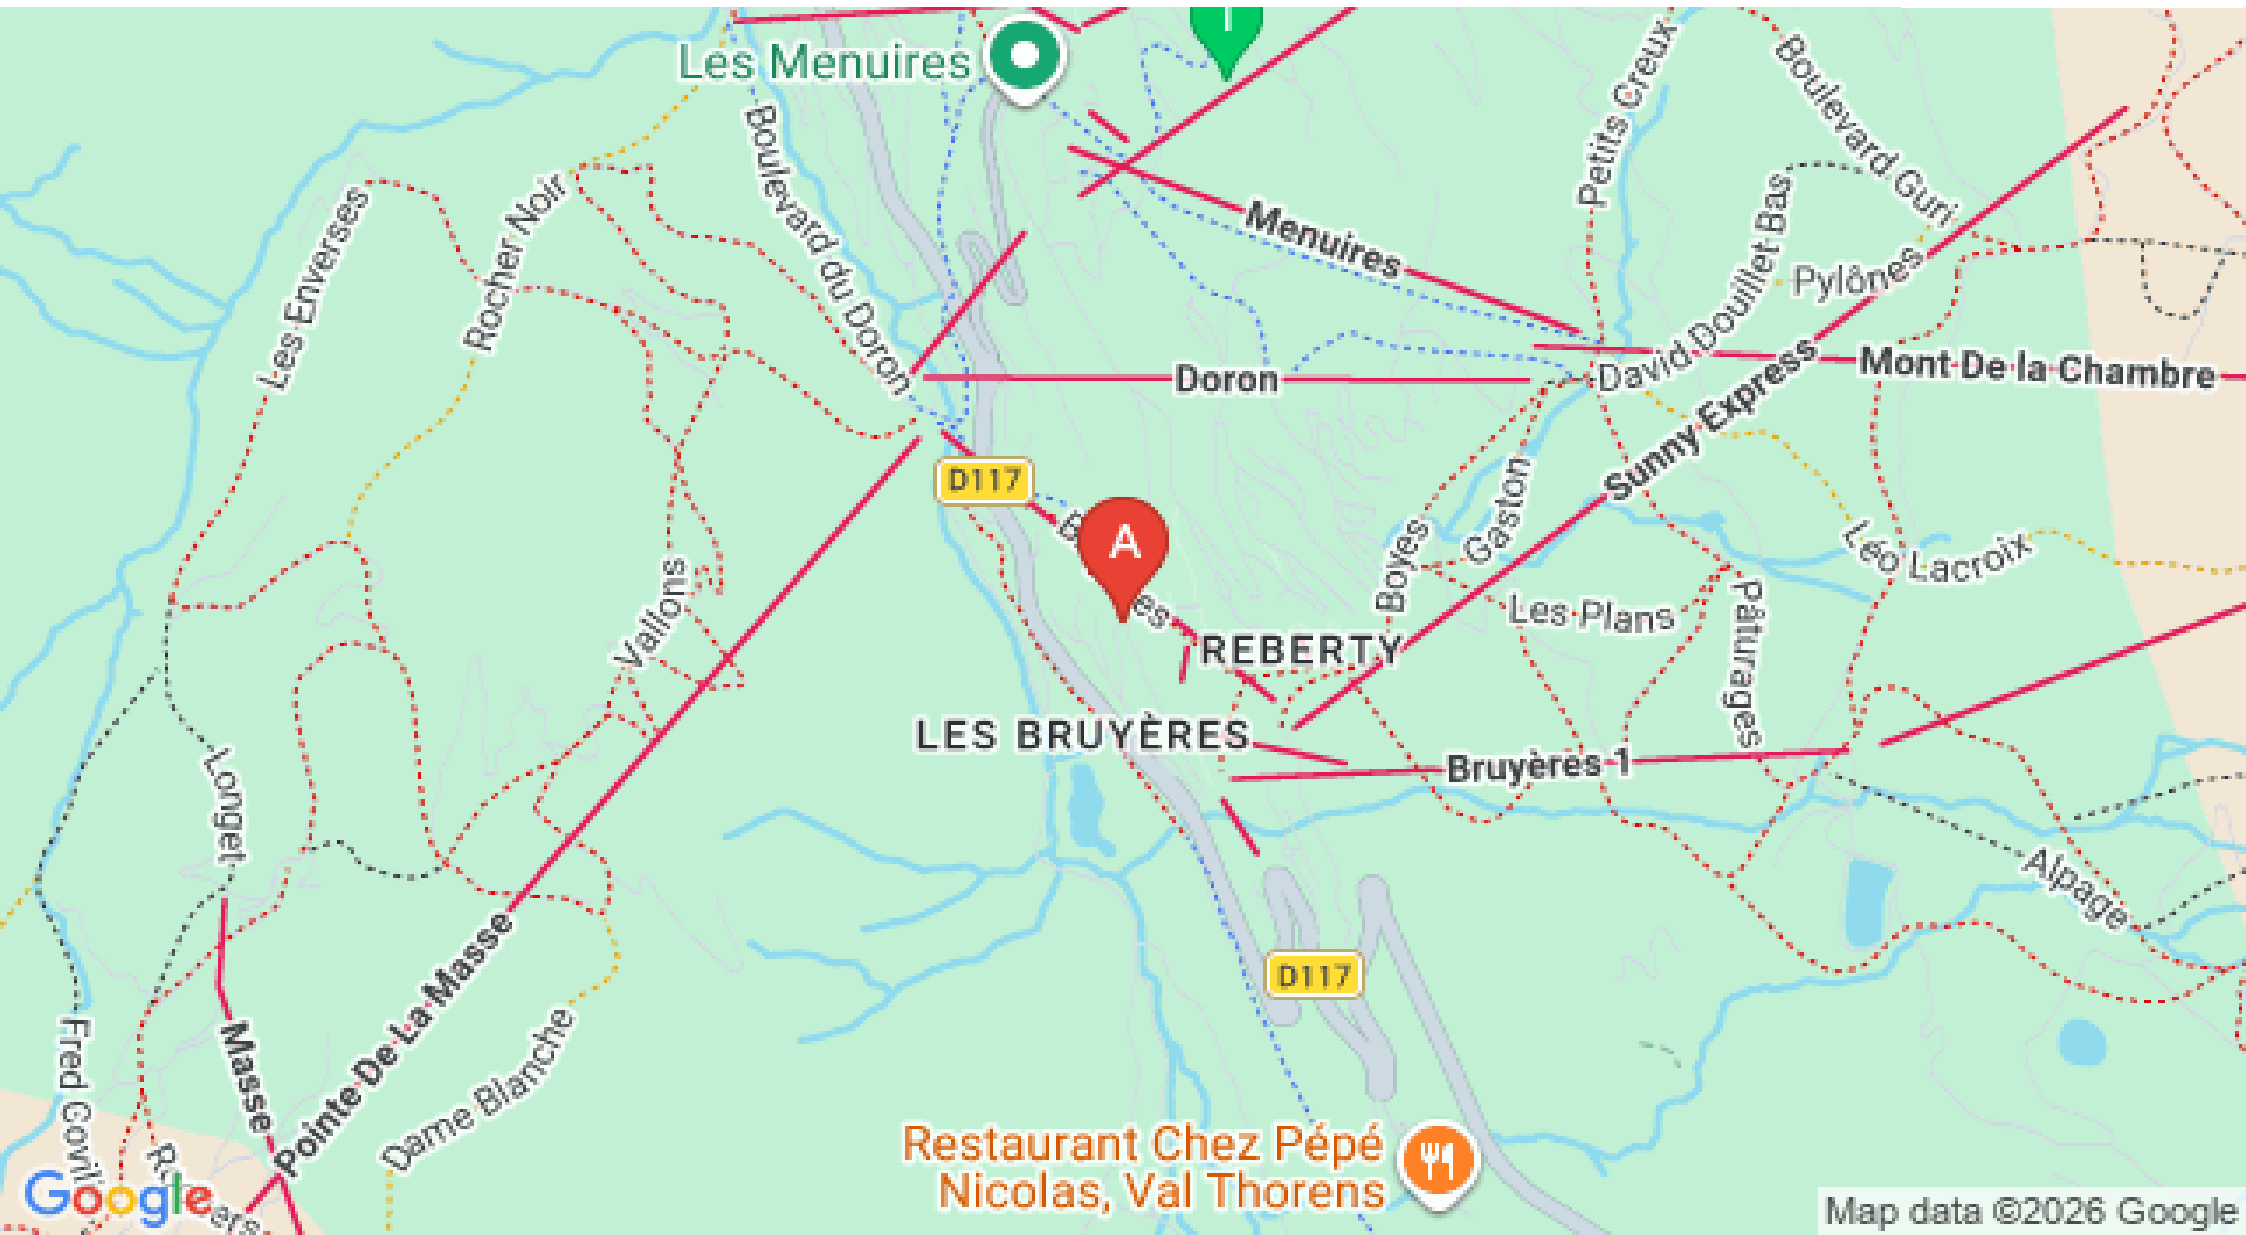 Les Menuires
Boulevard du Doron
Petits Creux
Boulevard Guri
Les Enverses
Rocher Noir
Menuires
David Douillet Bas
Pylônes
Doron
Mont De la Chambre
Sunny Express
D117
A
Gaston
Boyes
Léo Lacroix
Les Plans
Pâturages
Vallons
REBERTY
LES BRUYÈRES
Bruyères 1
Longet
Alpage
D117
Masse
Pointe De La Masse
Dame Blanche
Fred Covili
Restaurant Chez Pépé
Nicolas, Val Thorens
Google
Map data ©2026 Google